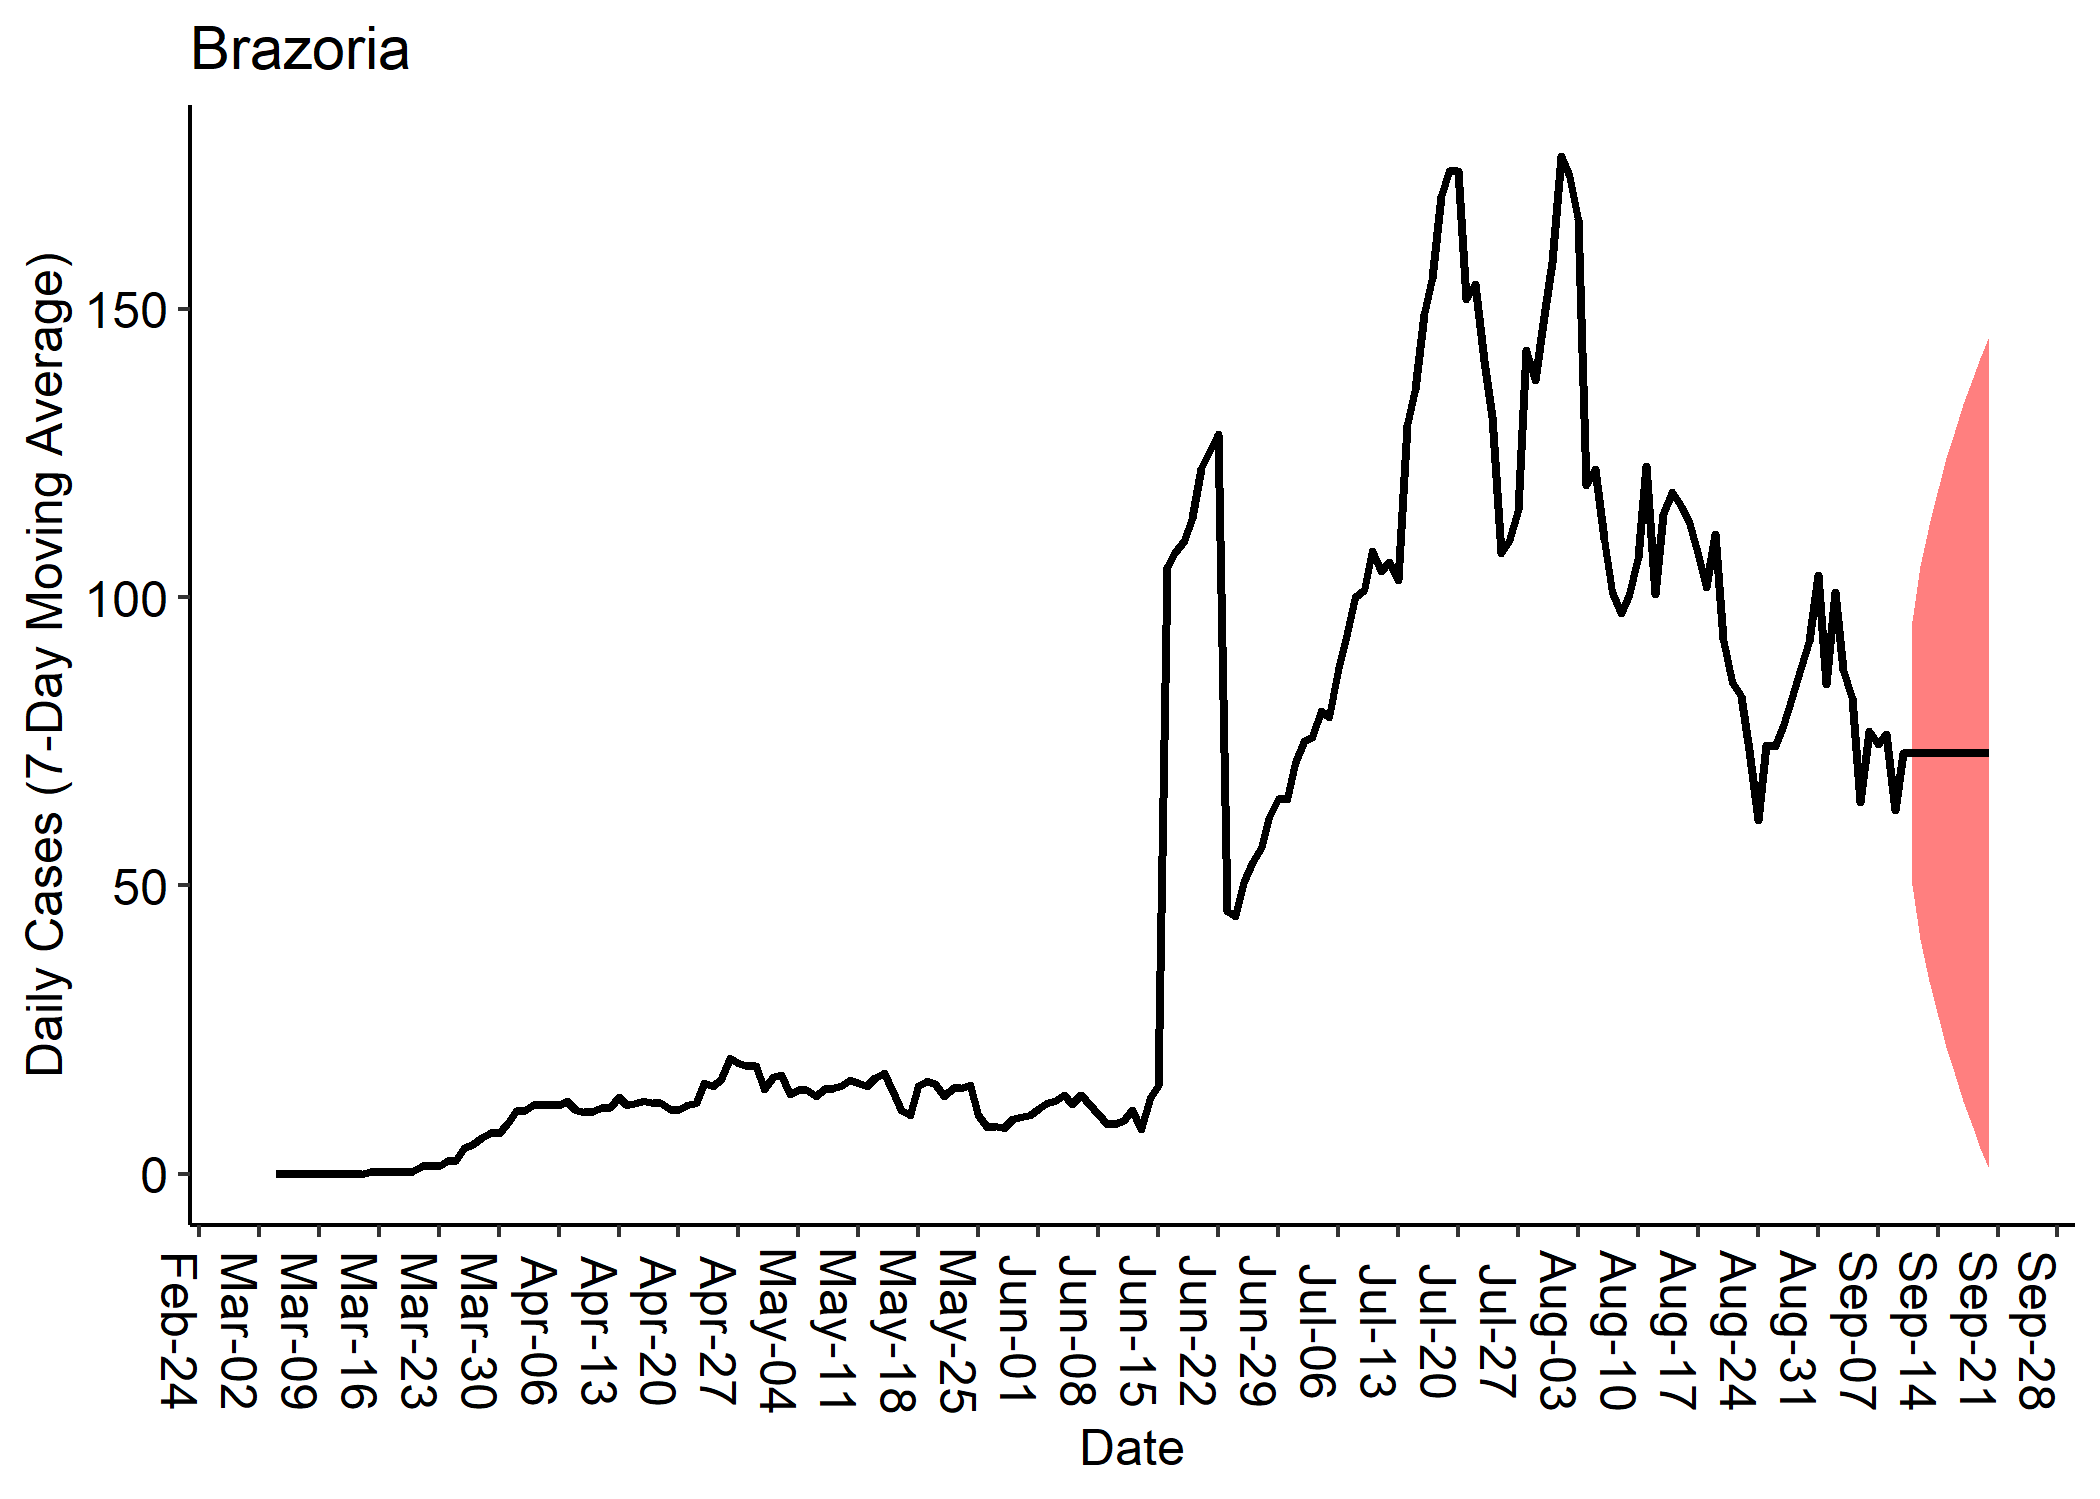 Brazoria
Daily Cases (7-Day Moving Average)
150
100
50
0
Feb-24
Mar-02
Mar-09
Mar-16
Mar-23
Mar-30
Apr-06
Apr-13
Apr-20
Apr-27
May-04
May-11
May-18
May-25
Jun-01
Jun-08
Jun-15
Jun-22
Jun-29
Jul-06
Jul-13
Jul-20
Jul-27
Aug-03
Aug-10
Aug-17
Aug-24
Aug-31
Sep-07
Sep-14
Sep-21
Sep-28
Date